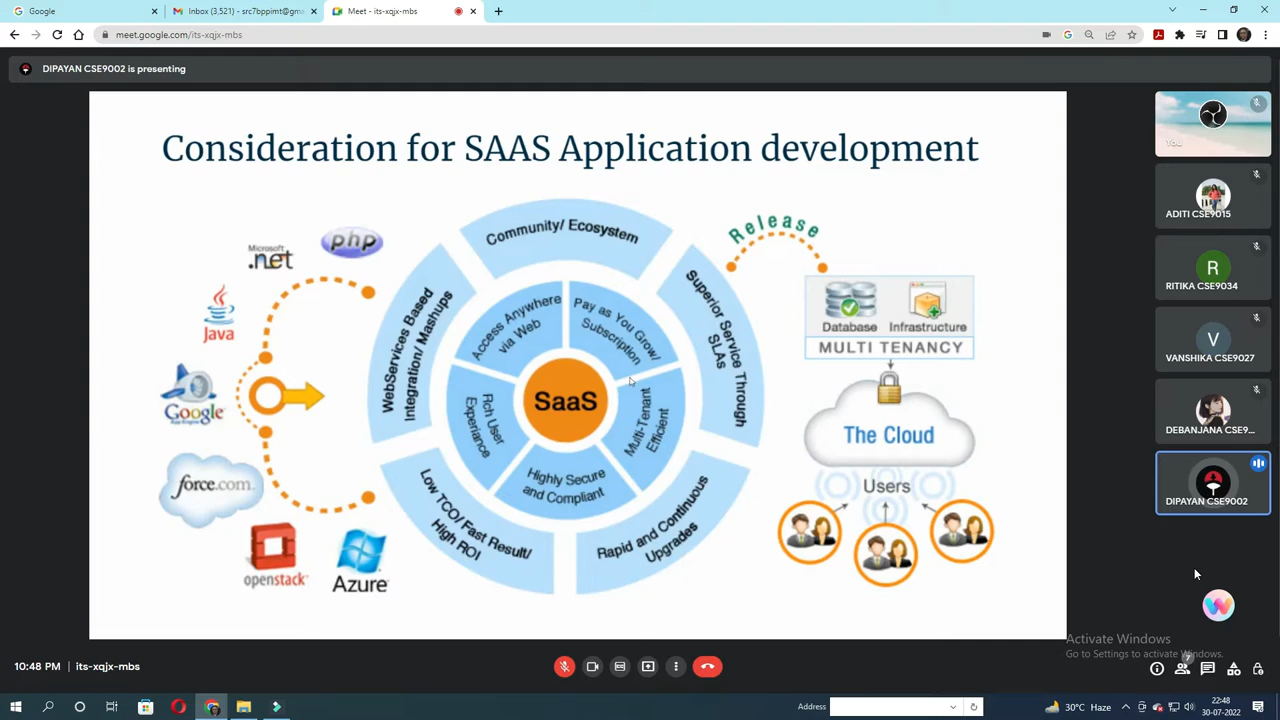 Google
Inbox (3,521) - src7bppimt@gm
Meet - its-xqjx-mbs
meet.google.com/its-xqjx-mbs
DIPAYAN CSE9002 is presenting
Consideration for SAAS Application development
Microsoft
.net
php
Java
Google
App Engine
force.com
openstack
Azure
Community/ Ecosystem
WebServices Based
Integration/ Mashups
Superior Service Through
SLAS
Low TCO/ Fast Result/
High ROI
Rapid and Continuous
Upgrades
Access Anywhere
via Web
Pay as You Grow/
Subscription
Rich User
Experiance
Multi-Tenant
Efficient
Highly Secure
and Compliant
SaaS
Release
Database
Infrastructure
MULTI TENANCY
The Cloud
Users
You
ADITI CSE9015
R
RITIKA CSE9034
V
VANSHIKA CSE9027
DEBANJANA CSE9...
DIPAYAN CSE9002
Activate Windows
Go to Settings to activate Windows.
10:48 PM | its-xqjx-mbs
7
Address
30°C Haze
22:48
30-07-2022